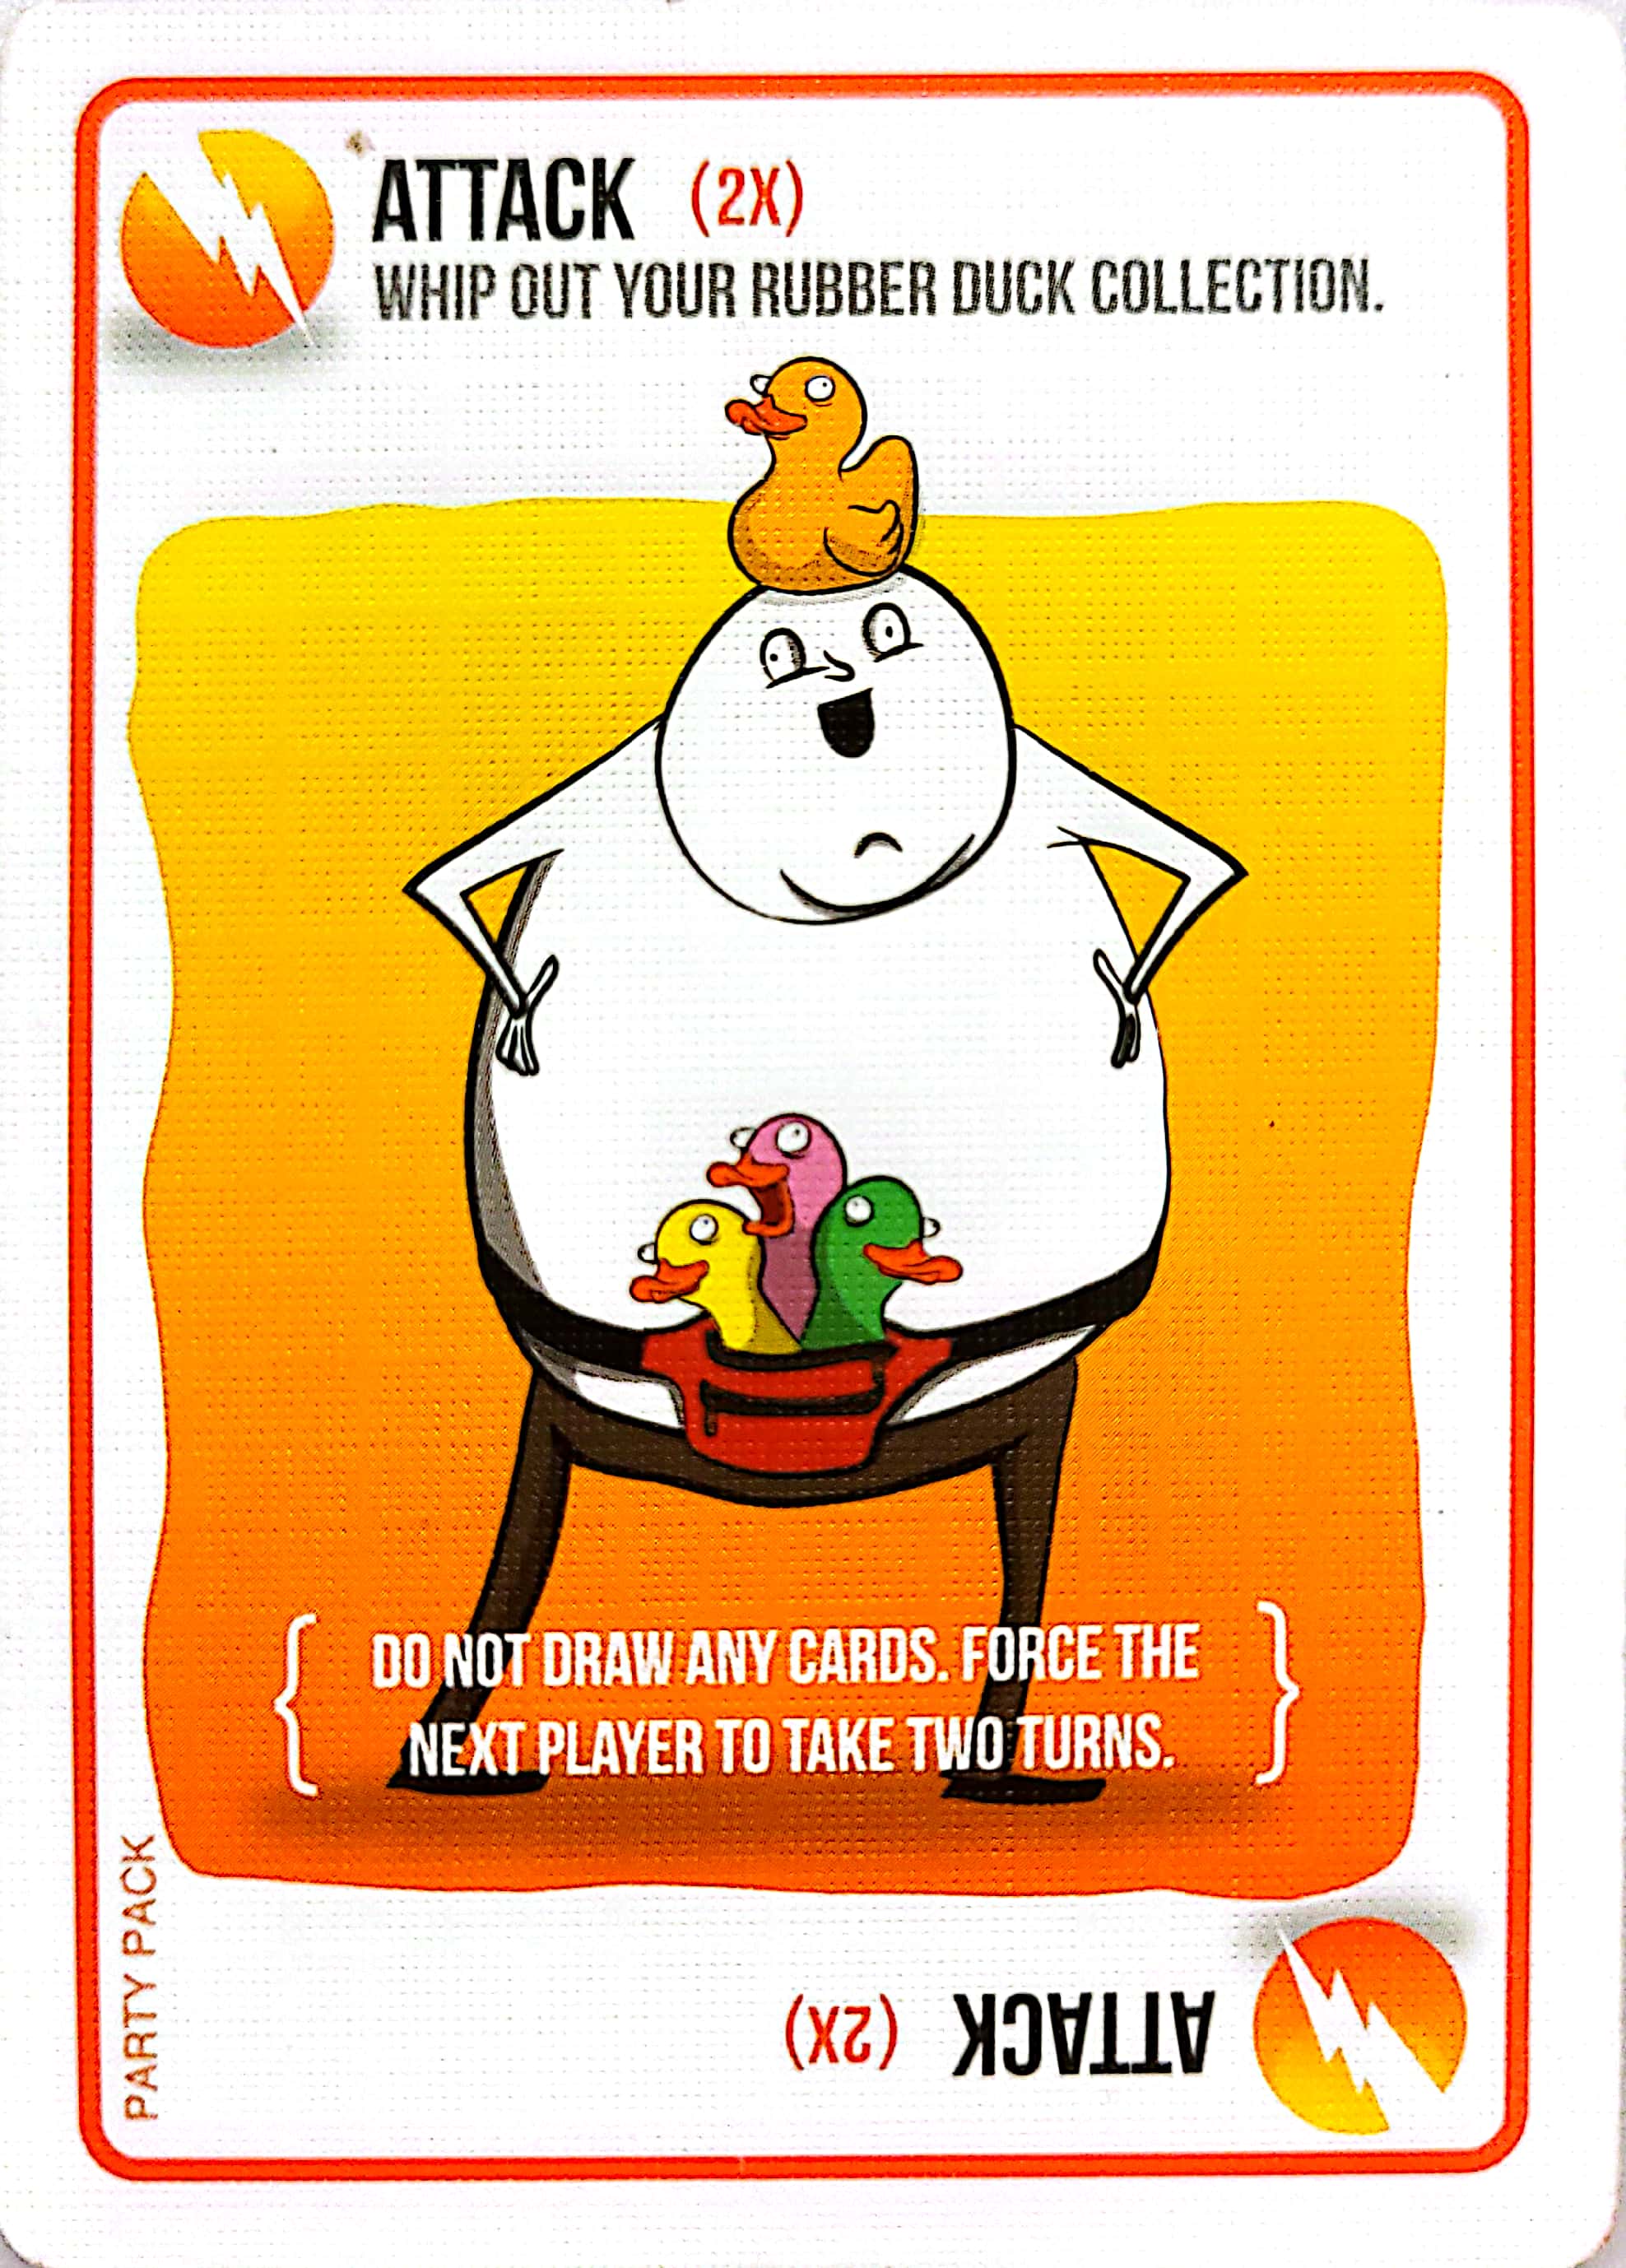 ATTACK (2X)
WHIP OUT YOUR RUBBER DUCK COLLECTION.
DO NOT DRAW ANY CARDS. FORCE THE
NEXT PLAYER TO TAKE TWO TURNS.
PARTY PACK
ATTACK (2X)